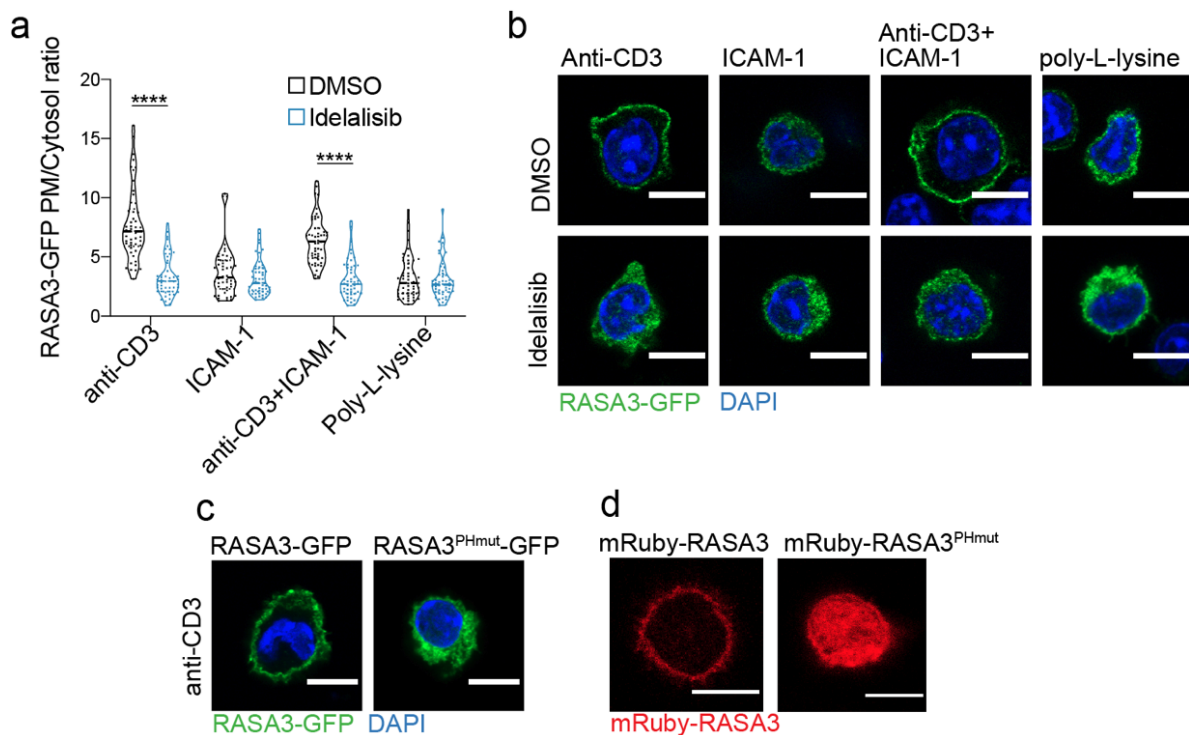 a
RASA3-GFP PM/Cytosol ratio
20
15
10
5
0
****
****
DMSO
Idelalisib
anti-CD3
ICAM-1
anti-CD3+ICAM-1
Poly-L-lysine
b
Anti-CD3
ICAM-1
Anti-CD3+
ICAM-1
poly-L-lysine
DMSO
Idelalisib
RASA3-GFP
DAPI
c
RASA3-GFP
RASA3PHmut-GFP
anti-CD3
RASA3-GFP
DAPI
d
mRuby-RASA3
mRuby-RASA3PHmut
mRuby-RASA3